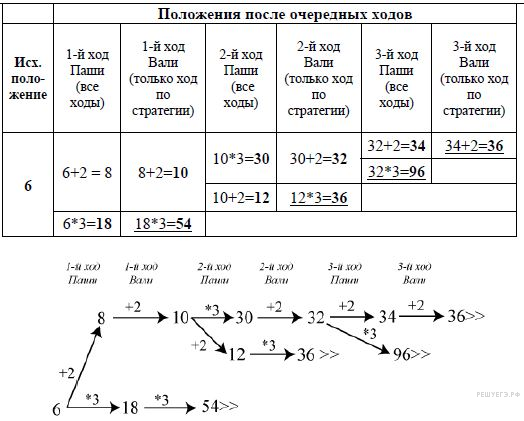 Положения после очередных ходов
Исх.
поло-
жение
1-й ход
Паши
(все
ходы)
1-й ход
Вали
(только ход
по
стратегии)
2-й ход
Паши
(все
ходы)
2-й ход
Вали
(только ход
по
стратегии)
3-й ход
Паши
(все
ходы)
3-й ход
Вали
(только ход
по
стратегии)
6
6+2 = 8
8+2=10
10*3=30
30+2=32
32+2=34
34+2=36
32*3=96
10+2=12
12*3=36
6*3=18
18*3=54
1-й ход
Паши
1-й ход
Вали
2-й ход
Паши
2-й ход
Вали
3-й ход
Паши
3-й ход
Вали
8 +2 10 *3 30 +2 32 +2 34 +2 36>>
+2 12 *3 36 >> *3 96>>
+2
6 *3 18 *3 54>>
РЕШУЕГЭ.РФ